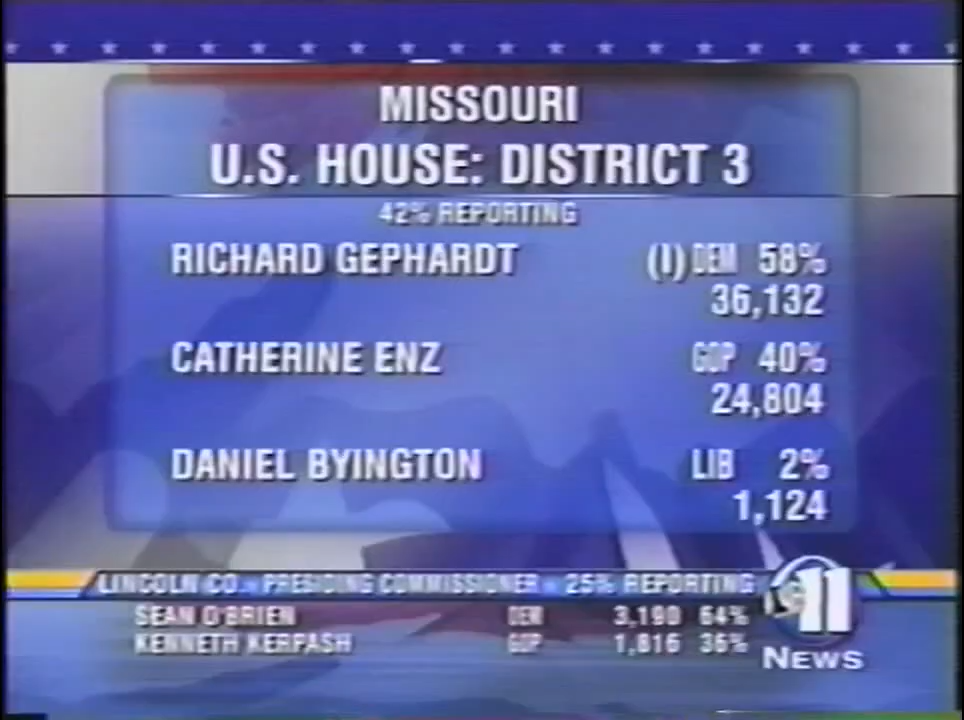 MISSOURI
U.S. HOUSE: DISTRICT 3
42% REPORTING
RICHARD GEPHARDT (I) DEM 58%
36,132
CATHERINE ENZ GOP 40%
24,804
DANIEL BYINGTON LIB 2%
1,124
LINCOLN CO. - PRESIDING COMMISSIONER - 25% REPORTING
SEAN O'BRIEN DEM 3,190 64%
KENNETH KERPASH GOP 1,816 36%
11
NEWS